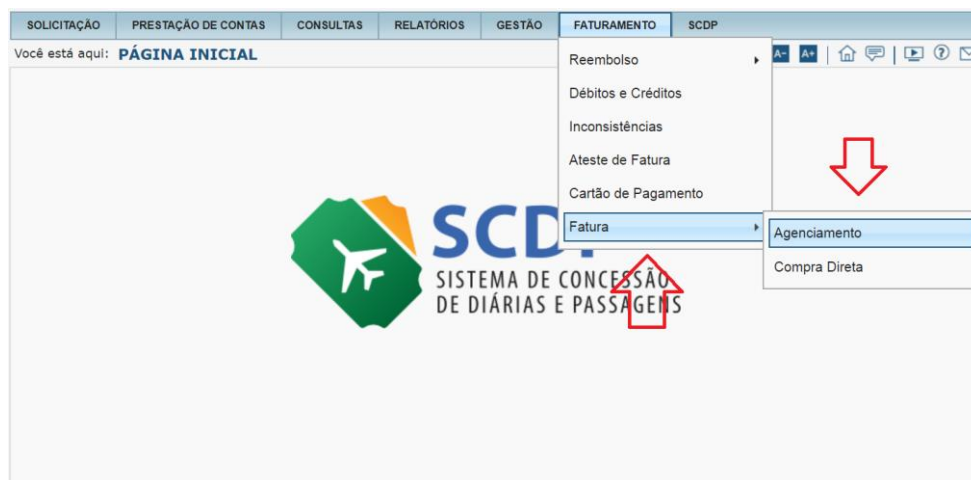 SOLICITAÇÃO PRESTAÇÃO DE CONTAS CONSULTAS RELATÓRIOS GESTÃO FATURAMENTO SCDP
Você está aqui: PÁGINA INICIAL
A- A+
Reembolso
Débitos e Créditos
Inconsistências
Ateste de Fatura
Cartão de Pagamento
Fatura
Agenciamento
Compra Direta
SCD
SISTEMA DE CONCESSÃO
DE DIÁRIAS E PASSAGENS